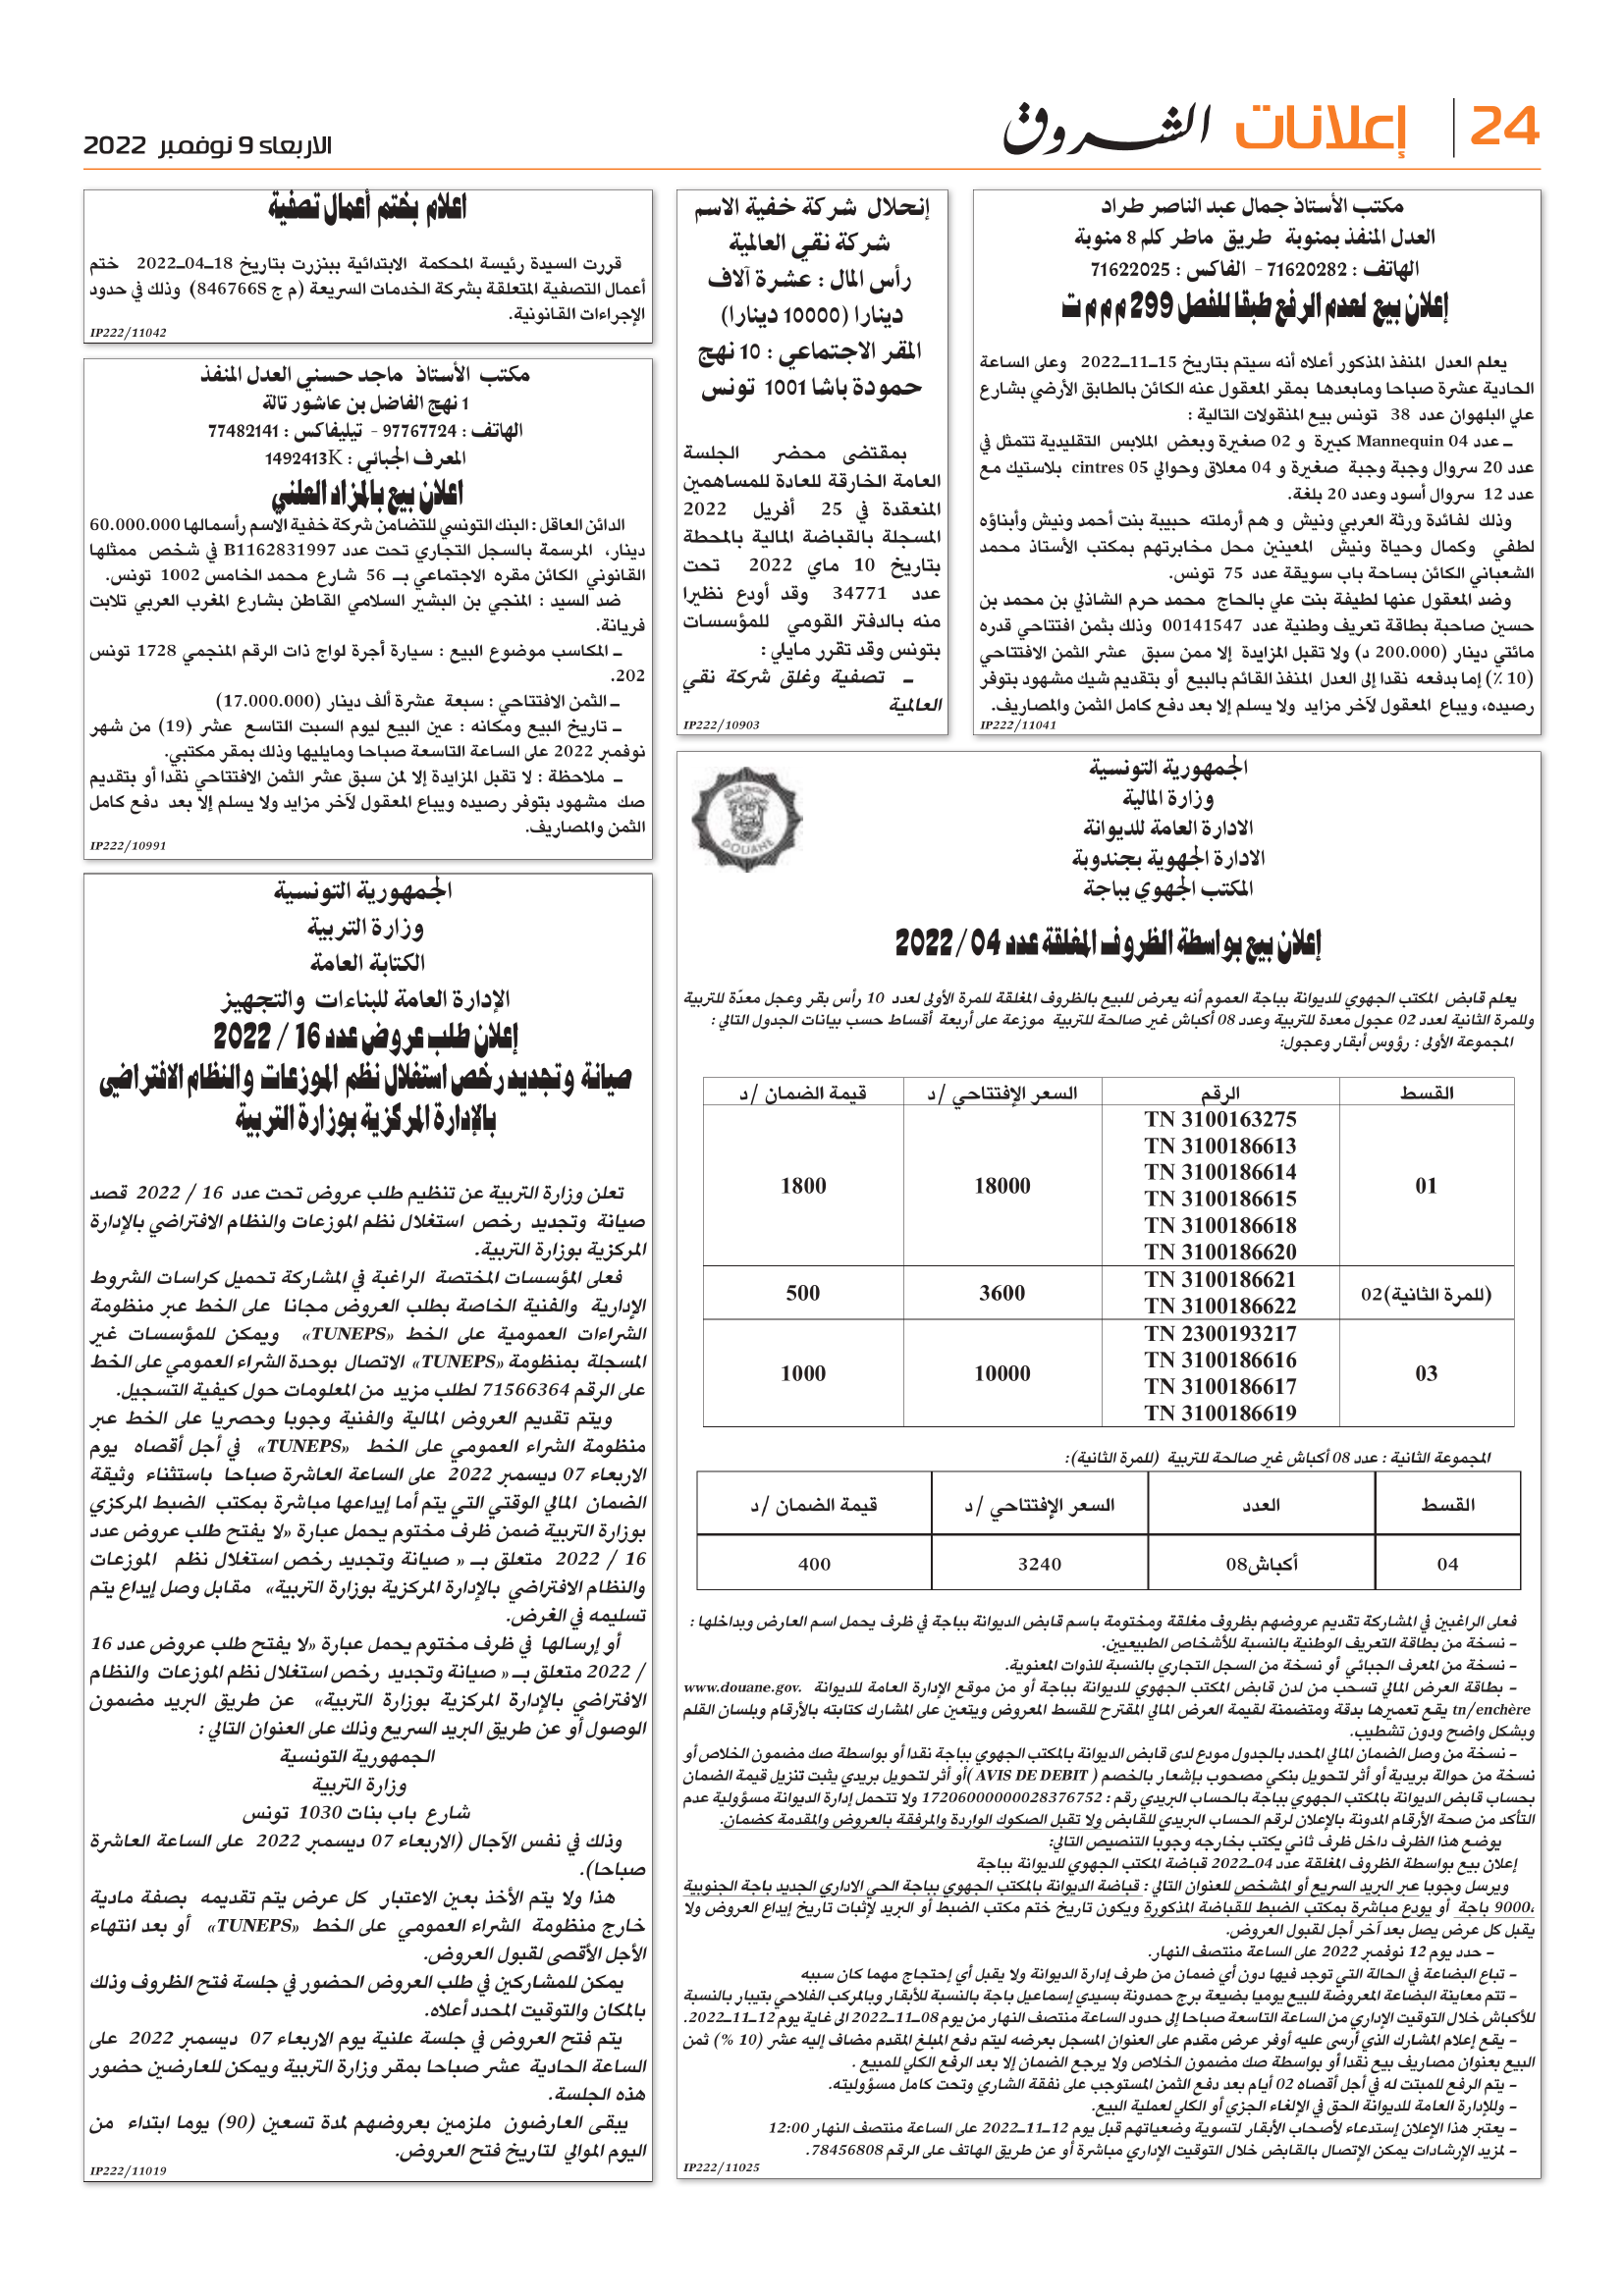 24 إعلانات الشروق
الاربعاء 9 نوفمبر 2022
مكتب الأستاذ جمال عبد الناصر طراد
العدل المنفذ بمنوبة طريق ماطر كلم 8 منوبة
الهاتف : 71620282 - الفاكس : 71622025
إعلان بيع لعدم الرفع طبقا للفصل 299 م م م ت
يعلم العدل المنفذ المذكور أعلاه أنه سيتم بتاريخ 15ـ11ـ2022 وعلى الساعة
الحادية عشرة صباحا ومابعدها بمقر المعقول عنه الكائن بالطابق الأرضي بشارع
علي البلهوان عدد 38 تونس بيع المنقولات التالية :
ـ عدد 04 Mannequin كبيرة و 02 صغيرة وبعض الملابس التقليدية تتمثل في
عدد 20 سروال وجبة وجبة صغيرة و 04 معلاق وحوالي 05 cintres بلاستيك مع
عدد 12 سروال أسود وعدد 20 بلغة.
وذلك لفائدة ورثة العربي ونيش و هم أرملته حبيبة بنت أحمد ونيش وأبناؤه
لطفي وكمال وحياة ونيش المعينين محل مخابرتهم بمكتب الأستاذ محمد
الشعباني الكائن بساحة باب سويقة عدد 75 تونس.
وضد المعقول عنها لطيفة بنت علي بالحاج محمد حرم الشاذلي بن محمد بن
حسين صاحبة بطاقة تعريف وطنية عدد 00141547 وذلك بثمن افتتاحي قدره
مائتي دينار (200.000 د) ولا تقبل المزايدة إلا ممن سبق عشر الثمن الافتتاحي
(10 ٪) إما بدفعه نقدا إلى العدل المنفذ القائم بالبيع أو بتقديم شيك مشهود بتوفر
رصيده، ويباع المعقول لآخر مزايد ولا يسلم إلا بعد دفع كامل الثمن والمصاريف.
IP222/11041
إنحلال شركة خفية الاسم
شركة نقي العالمية
رأس المال : عشرة آلاف
دينارا (10000 دينارا)
المقر الاجتماعي : 10 نهج
حمودة باشا 1001 تونس
بمقتضى محضر الجلسة
العامة الخارقة للعادة للمساهمين
المنعقدة في 25 أفريل 2022
المسجلة بالقباضة المالية بالمحطة
بتاريخ 10 ماي 2022 تحت
عدد 34771 وقد أودع نظيرا
منه بالدفتر القومي للمؤسسات
بتونس وقد تقرر مايلي :
ـ تصفية وغلق شركة نقي
العالمية
IP222/10903
اعلام بختم أعمال تصفية
قررت السيدة رئيسة المحكمة الابتدائية ببنزرت بتاريخ 18ـ04ـ2022 ختم
أعمال التصفية المتعلقة بشركة الخدمات السريعة (م ج 846766S) وذلك في حدود
الإجراءات القانونية.
IP222/11042
مكتب الأستاذ ماجد حسني العدل المنفذ
1 نهج الفاضل بن عاشور تالة
الهاتف : 97767724 - تيليفاكس : 77482141
المعرف الجبائي : 1492413K
اعلان بيع بالمزاد العلني
الدائن العاقل : البنك التونسي للتضامن شركة خفية الاسم رأسمالها 60.000.000
دينار، المرسمة بالسجل التجاري تحت عدد B1162831997 في شخص ممثلها
القانوني الكائن مقره الاجتماعي بـ 56 شارع محمد الخامس 1002 تونس.
ضد السيد : المنجي بن البشير السلامي القاطن بشارع المغرب العربي تلابت
فريانة.
ـ المكاسب موضوع البيع : سيارة أجرة لواج ذات الرقم المنجمي 1728 تونس
202.
ـ الثمن الافتتاحي : سبعة عشرة ألف دينار (17.000.000)
ـ تاريخ البيع ومكانه : عين البيع ليوم السبت التاسع عشر (19) من شهر
نوفمبر 2022 على الساعة التاسعة صباحا ومايليها وذلك بمقر مكتبي.
ـ ملاحظة : لا تقبل المزايدة إلا لمن سبق عشر الثمن الافتتاحي نقدا أو بتقديم
صك مشهود بتوفر رصيده ويباع المعقول لآخر مزايد ولا يسلم إلا بعد دفع كامل
الثمن والمصاريف.
IP222/10991
الجمهورية التونسية
وزارة المالية
الادارة العامة للديوانة
الادارة الجهوية بجندوبة
المكتب الجهوي بباجة
DOUANE
إعلان بيع بواسطة الظروف المغلقة عدد 04 /2022
يعلم قابض المكتب الجهوي للديوانة بباجة العموم أنه يعرض للبيع بالظروف المغلقة للمرة الأولى لعدد 10 رأس بقر وعجل معدّة للتربية
وللمرة الثانية لعدد 02 عجول معدة للتربية وعدد 08 أكباش غير صالحة للتربية موزعة على أربعة أقساط حسب بيانات الجدول التالي :
المجموعة الأولى : رؤوس أبقار وعجول:
القسط الرقم السعر الإفتتاحي /د قيمة الضمان /د
TN 3100163275
TN 3100186613
TN 3100186614
01 TN 3100186615 18000 1800
TN 3100186618
TN 3100186620
TN 3100186621
02(للمرة الثانية) 3600 500
TN 3100186622
TN 2300193217
TN 3100186616
03 10000 1000
TN 3100186617
TN 3100186619
المجموعة الثانية : عدد 08 أكباش غير صالحة للتربية (للمرة الثانية):
القسط العدد السعر الإفتتاحي /د قيمة الضمان /د
04 08أكباش 3240 400
فعلى الراغبين في المشاركة تقديم عروضهم بظروف مغلقة ومختومة باسم قابض الديوانة بباجة في ظرف يحمل اسم العارض وبداخلها :
- نسخة من بطاقة التعريف الوطنية بالنسبة للأشخاص الطبيعيين.
- نسخة من المعرف الجبائي أو نسخة من السجل التجاري بالنسبة للذوات المعنوية.
- بطاقة العرض المالي تسحب من لدن قابض المكتب الجهوي للديوانة بباجة أو من موقع الإدارة العامة للديوانة www.douane.gov.
tn/enchère يقع تعميرها بدقة ومتضمنة لقيمة العرض المالي المقترح للقسط المعروض ويتعين على المشارك كتابته بالأرقام وبلسان القلم
وبشكل واضح ودون تشطيب.
- نسخة من وصل الضمان المالي المحدد بالجدول مودع لدى قابض الديوانة بالمكتب الجهوي بباجة نقدا أو بواسطة صك مضمون الخلاص أو
نسخة من حوالة بريدية أو أثر لتحويل بنكي مصحوب بإشعار بالخصم ( AVIS DE DEBIT )أو أثر لتحويل بريدي يثبت تنزيل قيمة الضمان
بحساب قابض الديوانة بالمكتب الجهوي بباجة بالحساب البريدي رقم : 17206000000028376752 ولا تتحمل إدارة الديوانة مسؤولية عدم
التأكد من صحة الأرقام المدونة بالإعلان لرقم الحساب البريدي للقابض ولا تقبل الصكوك الواردة والمرفقة بالعروض والمقدمة كضمان.
يوضع هذا الظرف داخل ظرف ثاني يكتب بخارجه وجوبا التنصيص التالي:
إعلان بيع بواسطة الظروف المغلقة عدد 04ـ2022 قباضة المكتب الجهوي للديوانة بباجة
ويرسل وجوبا عبر البريد السريع أو المشخص للعنوان التالي : قباضة الديوانة بالمكتب الجهوي بباجة الحي الاداري الجديد باجة الجنوبية
،9000 باجة أو يودع مباشرة بمكتب الضبط للقباضة المذكورة ويكون تاريخ ختم مكتب الضبط أو البريد لإثبات تاريخ إيداع العروض ولا
يقبل كل عرض يصل بعد آخر أجل لقبول العروض.
- حدد يوم 12 نوفمبر 2022 على الساعة منتصف النهار.
- تباع البضاعة في الحالة التي توجد فيها دون أي ضمان من طرف إدارة الديوانة ولا يقبل أي إحتجاج مهما كان سببه
- تتم معاينة البضاعة المعروضة للبيع يوميا بضيعة برج حمدونة بسيدي إسماعيل باجة بالنسبة للأبقار وبالمركب الفلاحي بتيبار بالنسبة
للأكباش خلال التوقيت الإداري من الساعة التاسعة صباحا إلى حدود الساعة منتصف النهار من يوم 08ـ11ـ2022 الى غاية يوم 12ـ11ـ2022.
- يقع إعلام المشارك الذي أرسى عليه أوفر عرض مقدم على العنوان المسجل بعرضه ليتم دفع المبلغ المقدم مضاف إليه عشر (10 %) ثمن
البيع بعنوان مصاريف بيع نقدا أو بواسطة صك مضمون الخلاص ولا يرجع الضمان إلا بعد الرفع الكلي للمبيع .
- يتم الرفع للمبتت له في أجل أقصاه 02 أيام بعد دفع الثمن المستوجب على نفقة الشاري وتحت كامل مسؤوليته.
- وللإدارة العامة للديوانة الحق في الإلغاء الجزي أو الكلي لعملية البيع.
- يعتبر هذا الإعلان إستدعاء لأصحاب الأبقار لتسوية وضعياتهم قبل يوم 12ـ11ـ2022 على الساعة منتصف النهار 12:00
- لمزيد الإرشادات يمكن الإتصال بالقابض خلال التوقيت الإداري مباشرة أو عن طريق الهاتف على الرقم 78456808.
IP222/11025
الجمهورية التونسية
وزارة التربية
الكتابة العامة
الإدارة العامة للبناءات والتجهيز
إعلان طلب عروض عدد 16 / 2022
صيانة وتجديد رخص استغلال نظم الموزعات والنظام الافتراضي
بالإدارة المركزية بوزارة التربية
تعلن وزارة التربية عن تنظيم طلب عروض تحت عدد 16 / 2022 قصد
صيانة وتجديد رخص استغلال نظم الموزعات والنظام الافتراضي بالإدارة
المركزية بوزارة التربية.
فعلى المؤسسات المختصة الراغبة في المشاركة تحميل كراسات الشروط
الإدارية والفنية الخاصة بطلب العروض مجانا على الخط عبر منظومة
الشراءات العمومية على الخط «TUNEPS» ويمكن للمؤسسات غير
المسجلة بمنظومة «TUNEPS» الاتصال بوحدة الشراء العمومي على الخط
على الرقم 71566364 لطلب مزيد من المعلومات حول كيفية التسجيل.
ويتم تقديم العروض المالية والفنية وجوبا وحصريا على الخط عبر
منظومة الشراء العمومي على الخط «TUNEPS» في أجل أقصاه يوم
الاربعاء 07 ديسمبر 2022 على الساعة العاشرة صباحا باستثناء وثيقة
الضمان المالي الوقتي التي يتم أما إيداعها مباشرة بمكتب الضبط المركزي
بوزارة التربية ضمن ظرف مختوم يحمل عبارة «لا يفتح طلب عروض عدد
16 / 2022 متعلق بـ « صيانة وتجديد رخص استغلال نظم الموزعات
والنظام الافتراضي بالإدارة المركزية بوزارة التربية» مقابل وصل إيداع يتم
تسليمه في الغرض.
أو إرسالها في ظرف مختوم يحمل عبارة «لا يفتح طلب عروض عدد 16
/ 2022 متعلق بـ « صيانة وتجديد رخص استغلال نظم الموزعات والنظام
الافتراضي بالإدارة المركزية بوزارة التربية» عن طريق البريد مضمون
الوصول أو عن طريق البريد السريع وذلك على العنوان التالي :
الجمهورية التونسية
وزارة التربية
شارع باب بنات 1030 تونس
وذلك في نفس الآجال (الاربعاء 07 ديسمبر 2022 على الساعة العاشرة
صباحا).
هذا ولا يتم الأخذ بعين الاعتبار كل عرض يتم تقديمه بصفة مادية
خارج منظومة الشراء العمومي على الخط «TUNEPS» أو بعد انتهاء
الأجل الأقصى لقبول العروض.
يمكن للمشاركين في طلب العروض الحضور في جلسة فتح الظروف وذلك
بالمكان والتوقيت المحدد أعلاه.
يتم فتح العروض في جلسة علنية يوم الاربعاء 07 ديسمبر 2022 على
الساعة الحادية عشر صباحا بمقر وزارة التربية ويمكن للعارضين حضور
هذه الجلسة.
يبقى العارضون ملزمين بعروضهم لمدة تسعين (90) يوما ابتداء من
اليوم الموالي لتاريخ فتح العروض.
IP222/11019